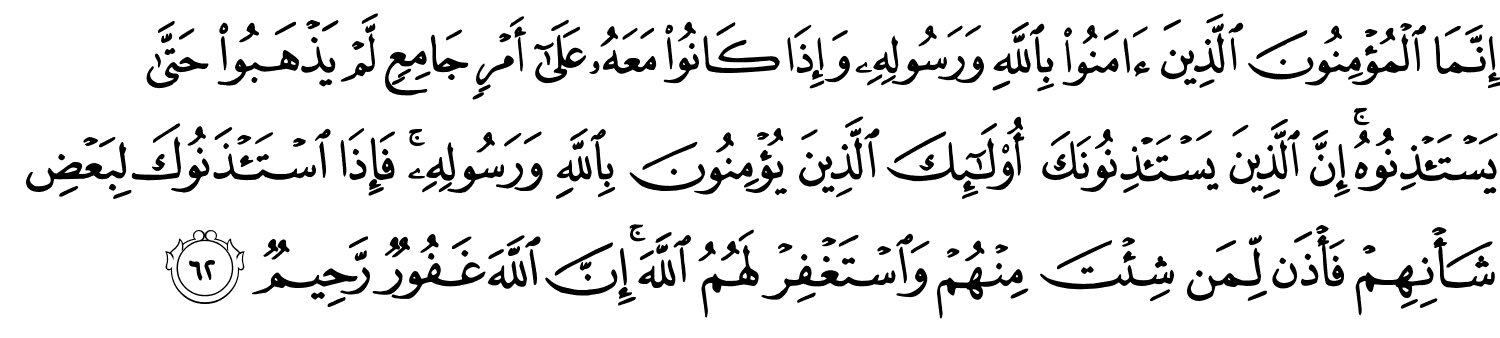 إِنَّمَا ٱلْمُؤْمِنُونَ ٱلَّذِينَ ءَامَنُوا۟ بِٱللَّهِ وَرَسُولِهِۦ وَإِذَا كَانُوا۟ مَعَهُۥ عَلَىٰٓ أَمْرٍ جَامِعٍ لَّمْ يَذْهَبُوا۟ حَتَّىٰ
يَسْتَـْٔذِنُوهُ ۚ إِنَّ ٱلَّذِينَ يَسْتَـْٔذِنُونَكَ أُو۟لَـٰٓئِكَ ٱلَّذِينَ يُؤْمِنُونَ بِٱللَّهِ وَرَسُولِهِۦ ۚ فَإِذَا ٱسْتَـْٔذَنُوكَ لِبَعْضِ
شَأْنِهِمْ فَأْذَن لِّمَن شِئْتَ مِنْهُمْ وَٱسْتَغْفِرْ لَهُمُ ٱللَّهَ ۚ إِنَّ ٱللَّهَ غَفُورٌ رَّحِيمٌ ٦٢